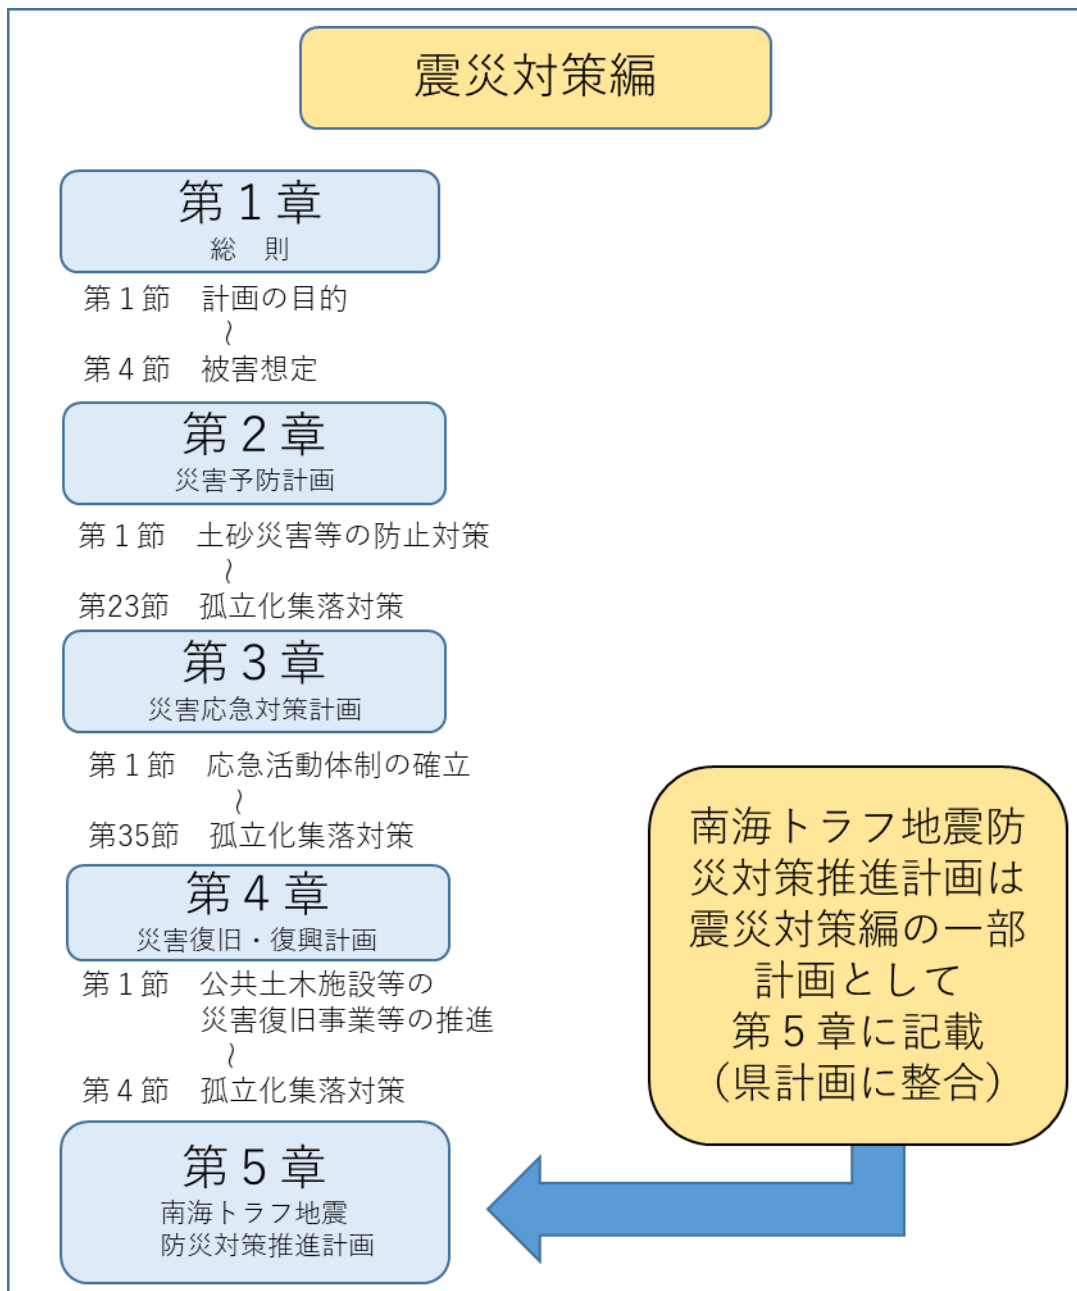 震災対策編
第１章
総　則
第１節　計画の目的
～
第４節　被害想定
第２章
災害予防計画
第１節　土砂災害等の防止対策
～
第23節　孤立化集落対策
第３章
災害応急対策計画
第１節　応急活動体制の確立
～
第35節　孤立化集落対策
第４章
災害復旧・復興計画
第１節　公共土木施設等の
災害復旧事業等の推進
～
第４節　孤立化集落対策
第５章
南海トラフ地震
防災対策推進計画
南海トラフ地震防
災対策推進計画は
震災対策編の一部
計画として
第５章に記載
（県計画に整合）